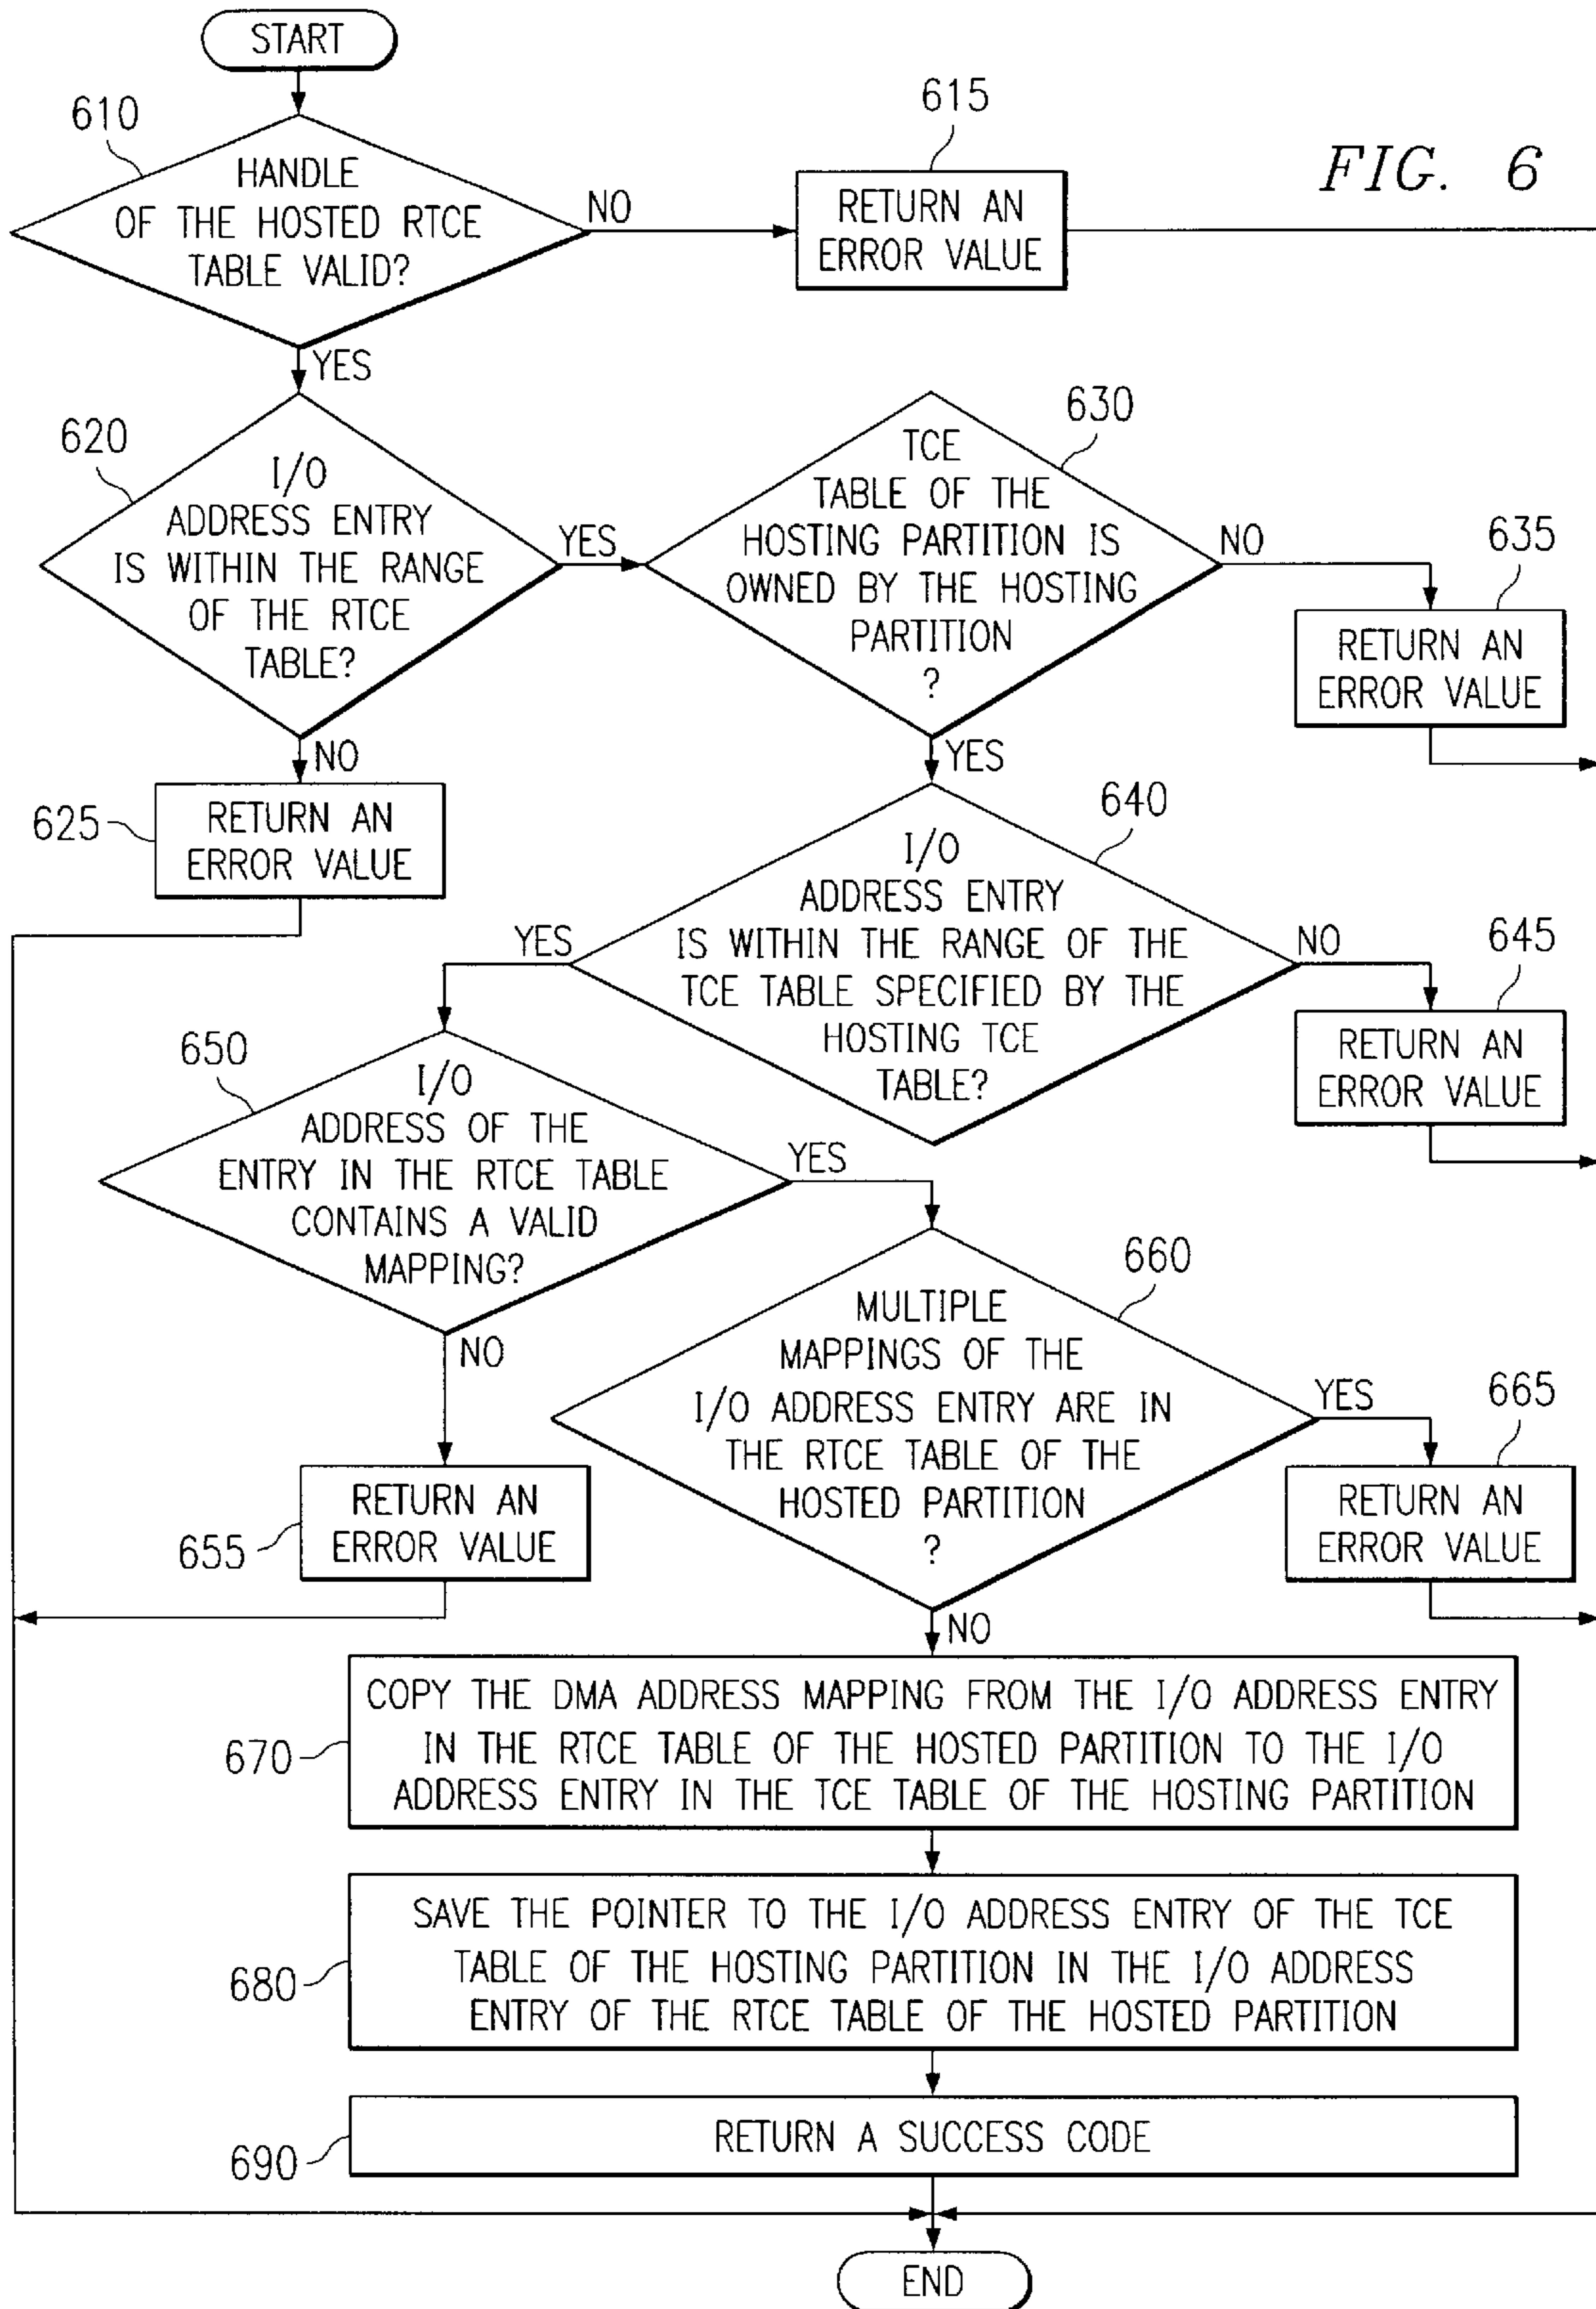 START
610
HANDLE
OF THE HOSTED RTCE
TABLE VALID?
NO
615
RETURN AN
ERROR VALUE
FIG. 6
YES
620
I/O
ADDRESS ENTRY
IS WITHIN THE RANGE
OF THE RTCE
TABLE?
YES
630
TCE
TABLE OF THE
HOSTING PARTITION IS
OWNED BY THE HOSTING
PARTITION
?
NO
635
RETURN AN
ERROR VALUE
NO
625
RETURN AN
ERROR VALUE
YES
640
I/O
ADDRESS ENTRY
IS WITHIN THE RANGE OF THE
TCE TABLE SPECIFIED BY THE
HOSTING TCE
TABLE?
YES
NO
645
RETURN AN
ERROR VALUE
650
I/O
ADDRESS OF THE
ENTRY IN THE RTCE TABLE
CONTAINS A VALID
MAPPING?
YES
NO
655
RETURN AN
ERROR VALUE
660
MULTIPLE
MAPPINGS OF THE
I/O ADDRESS ENTRY ARE IN
THE RTCE TABLE OF THE
HOSTED PARTITION
?
YES
665
RETURN AN
ERROR VALUE
NO
670
COPY THE DMA ADDRESS MAPPING FROM THE I/O ADDRESS ENTRY
IN THE RTCE TABLE OF THE HOSTED PARTITION TO THE I/O
ADDRESS ENTRY IN THE TCE TABLE OF THE HOSTING PARTITION
680
SAVE THE POINTER TO THE I/O ADDRESS ENTRY OF THE TCE
TABLE OF THE HOSTING PARTITION IN THE I/O ADDRESS
ENTRY OF THE RTCE TABLE OF THE HOSTED PARTITION
690
RETURN A SUCCESS CODE
END